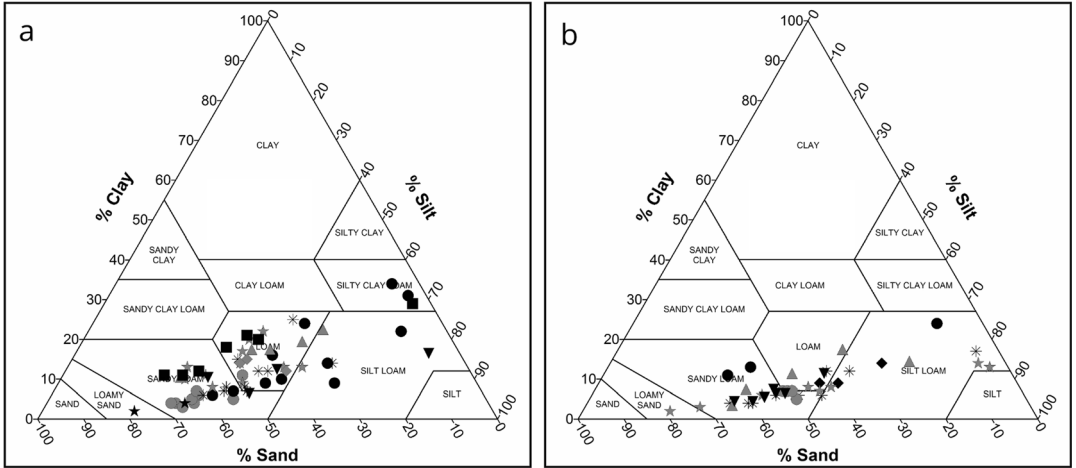 a
100
90
80
70
60
50
40
30
20
10
0
% Clay
10
20
30
40
50
60
70
80
90
100
% Silt
CLAY
SILTY CLAY
SANDY
CLAY
CLAY LOAM
SILTY CLAY LOAM
SANDY CLAY LOAM
LOAM
SANDY LOAM
SILT LOAM
SAND
LOAMY
SAND
SILT
100
90
80
70
60
50
40
30
20
10
0
% Sand
b
100
90
80
70
60
50
40
30
20
10
0
% Clay
10
20
30
40
50
60
70
80
90
100
% Silt
CLAY
SILTY CLAY
SANDY
CLAY
CLAY LOAM
SILTY CLAY LOAM
SANDY CLAY LOAM
LOAM
SANDY LOAM
SILT LOAM
SAND
LOAMY
SAND
SILT
100
90
80
70
60
50
40
30
20
10
0
% Sand